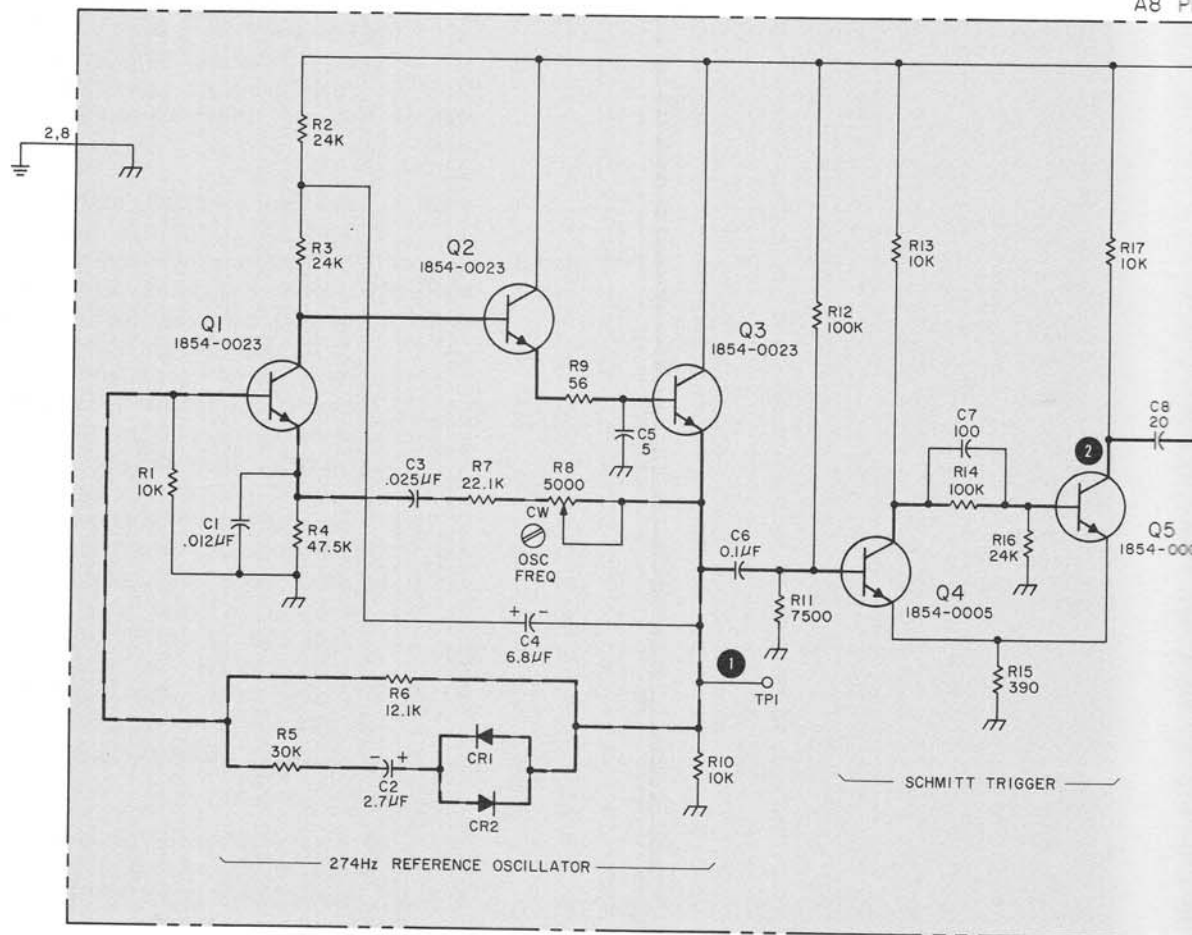 A8
2,8
R2
24K
R3
24K
Q1
1854-0023
Q2
1854-0023
Q3
1854-0023
R9
56
C5
5
R13
10K
R12
100K
R17
10K
R1
10K
C1
.012µF
R4
47.5K
C3
.025µF
R7
22.1K
R8
5000
CW
OSC
FREQ
C4
+ -
6.8µF
C6
0.1µF
R11
7500
C7
100
R14
100K
R16
24K
2
C8
20
Q4
1854-0005
Q5
R15
390
1
TP1
R6
12.1K
R5
30K
- +
C2
2.7µF
CR1
CR2
R10
10K
SCHMITT TRIGGER
274Hz REFERENCE OSCILLATOR